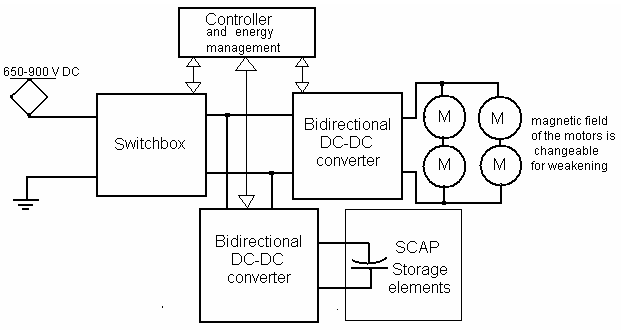 Controller
and energy
management
650-900 V DC
Switchbox
Bidirectional
DC-DC
converter
M
M
M
M
magnetic field
of the motors is
changeable
for weakening
Bidirectional
DC-DC
converter
SCAP
Storage
elements